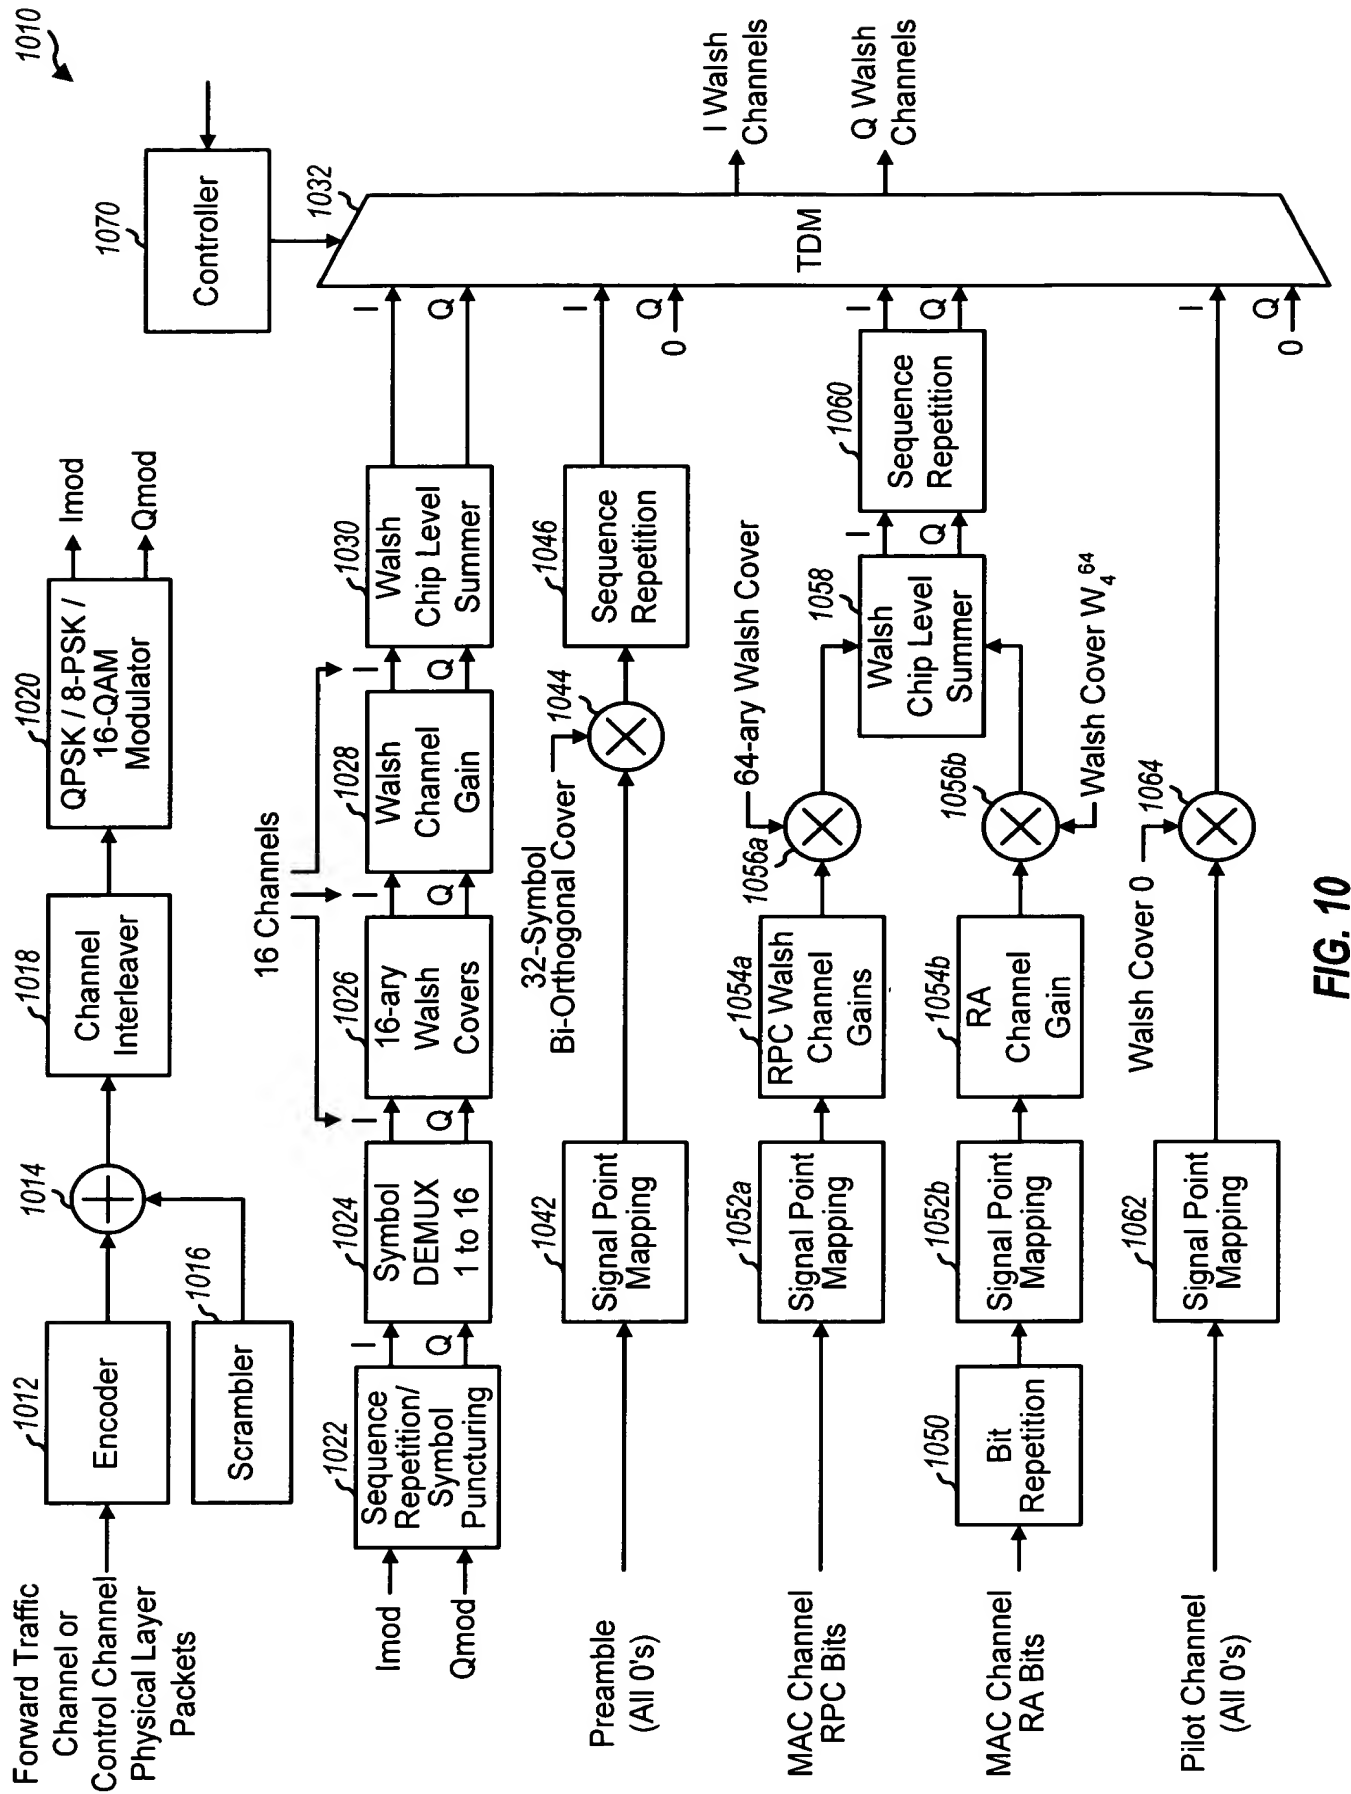 1010
Forward Traffic
Channel or
Control Channel
Physical Layer
Packets
1012
Encoder
1014
1016
Scrambler
1018
Channel
Interleaver
1020
QPSK / 8-PSK /
16-QAM
Modulator
Imod
Qmod
1070
Controller
1032
TDM
I Walsh
Channels
Q Walsh
Channels
16 Channels
Imod
Qmod
1022
Sequence
Repetition/
Symbol
Puncturing
I
Q
1024
Symbol
DEMUX
1 to 16
I
Q
1026
16-ary
Walsh
Covers
I
Q
1028
Walsh
Channel
Gain
I
Q
1030
Walsh
Chip Level
Summer
I
Q
Preamble
(All 0's)
1042
Signal Point
Mapping
32-Symbol
Bi-Orthogonal Cover
1044
1046
Sequence
Repetition
I
Q
0
MAC Channel
RPC Bits
1052a
Signal Point
Mapping
1054a
RPC Walsh
Channel
Gains
1056a
64-ary Walsh Cover
1058
Walsh
Chip Level
Summer
I
Q
1060
Sequence
Repetition
I
Q
MAC Channel
RA Bits
1050
Bit
Repetition
1052b
Signal Point
Mapping
1054b
RA
Channel
Gain
1056b
Walsh Cover W₄⁶⁴
Pilot Channel
(All 0's)
1062
Signal Point
Mapping
Walsh Cover 0
1064
I
Q
0
FIG. 10